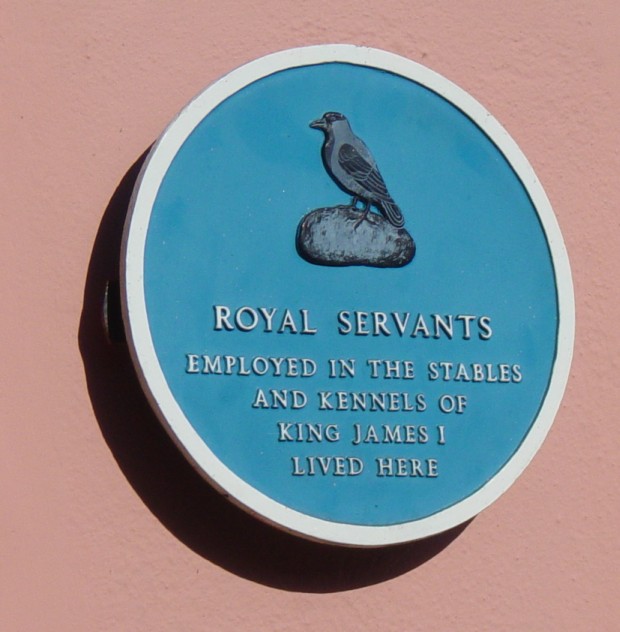 ROYAL SERVANTS
EMPLOYED IN THE STABLES
AND KENNELS OF
KING JAMES I
LIVED HERE